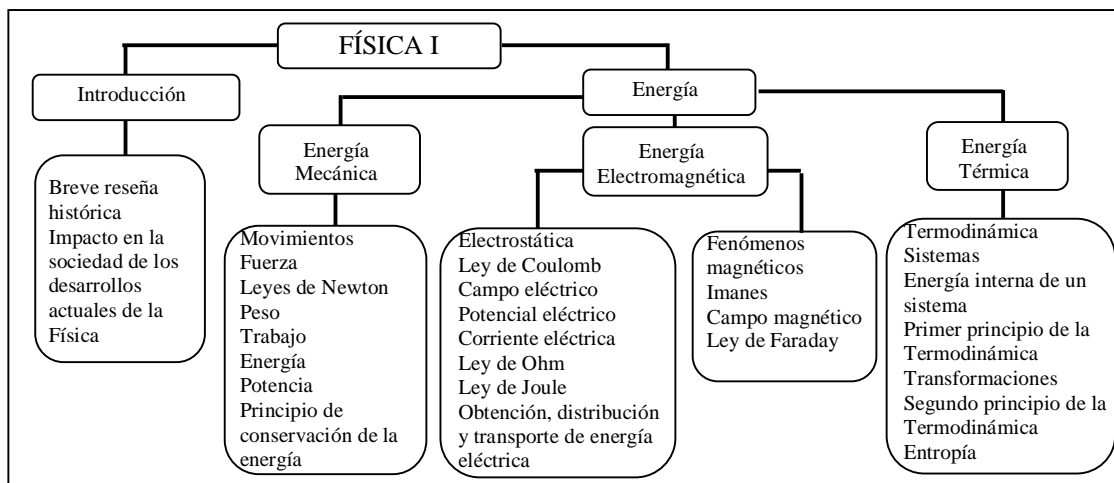 FÍSICA I
Introducción
Energía
Energía
Mecánica
Energía
Electromagnética
Energía
Térmica
Breve reseña
histórica
Impacto en la
sociedad de los
desarrollos
actuales de la
Física
Movimientos
Fuerza
Leyes de Newton
Peso
Trabajo
Energía
Potencia
Principio de
conservación de la
energía
Electrostática
Ley de Coulomb
Campo eléctrico
Potencial eléctrico
Corriente eléctrica
Ley de Ohm
Ley de Joule
Obtención, distribución
y transporte de energía
eléctrica
Fenómenos
magnéticos
Imanes
Campo magnético
Ley de Faraday
Termodinámica
Sistemas
Energía interna de un
sistema
Primer principio de la
Termodinámica
Transformaciones
Segundo principio de la
Termodinámica
Entropía